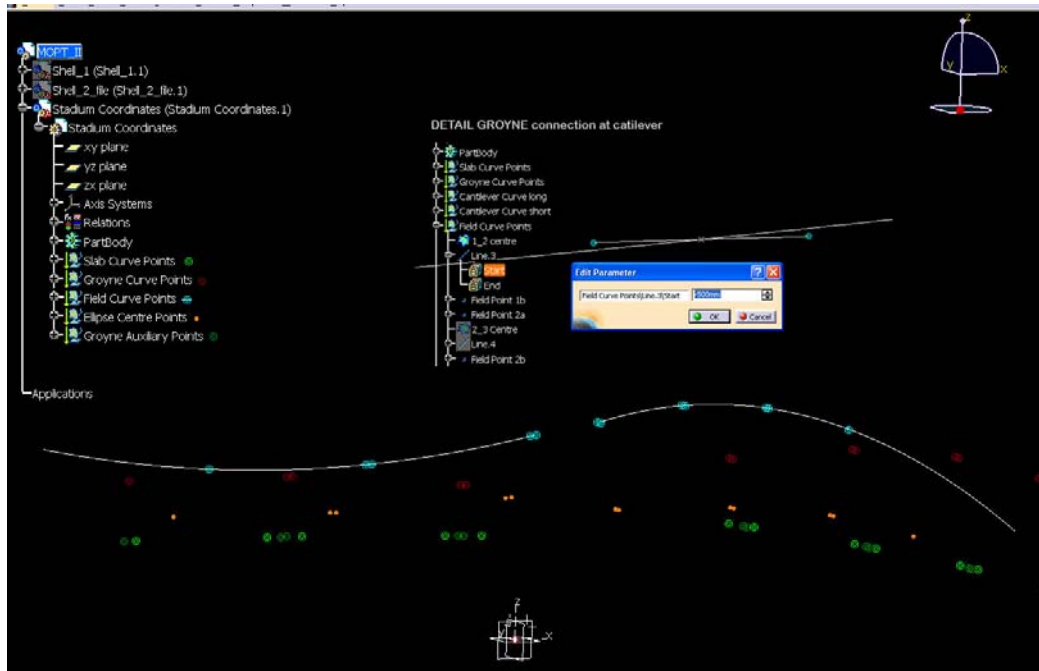 MOPT_II
Shell_1 (Shell_1.1)
Shell_2_file (Shell_2_file.1)
Stadium Coordinates (Stadium Coordinates.1)
Stadium Coordinates
xy plane
yz plane
zx plane
Axis Systems
Relations
PartBody
Slab Curve Points
Groyne Curve Points
Field Curve Points
Ellipse Centre Points
Groyne Auxiliary Points
Applications
DETAIL GROYNE connection at catilever
PartBody
Slab Curve Points
Groyne Curve Points
Cantilever Curve long
Cantilever Curve short
Field Curve Points
1_2 centre
Line.3
Start
End
Field Point 1b
Field Point 2a
2_3 Centre
Line.4
Field Point 2b
Edit Parameter
Field Curve Points\Line.3\Start
OK Cancel
z
y x
z
x